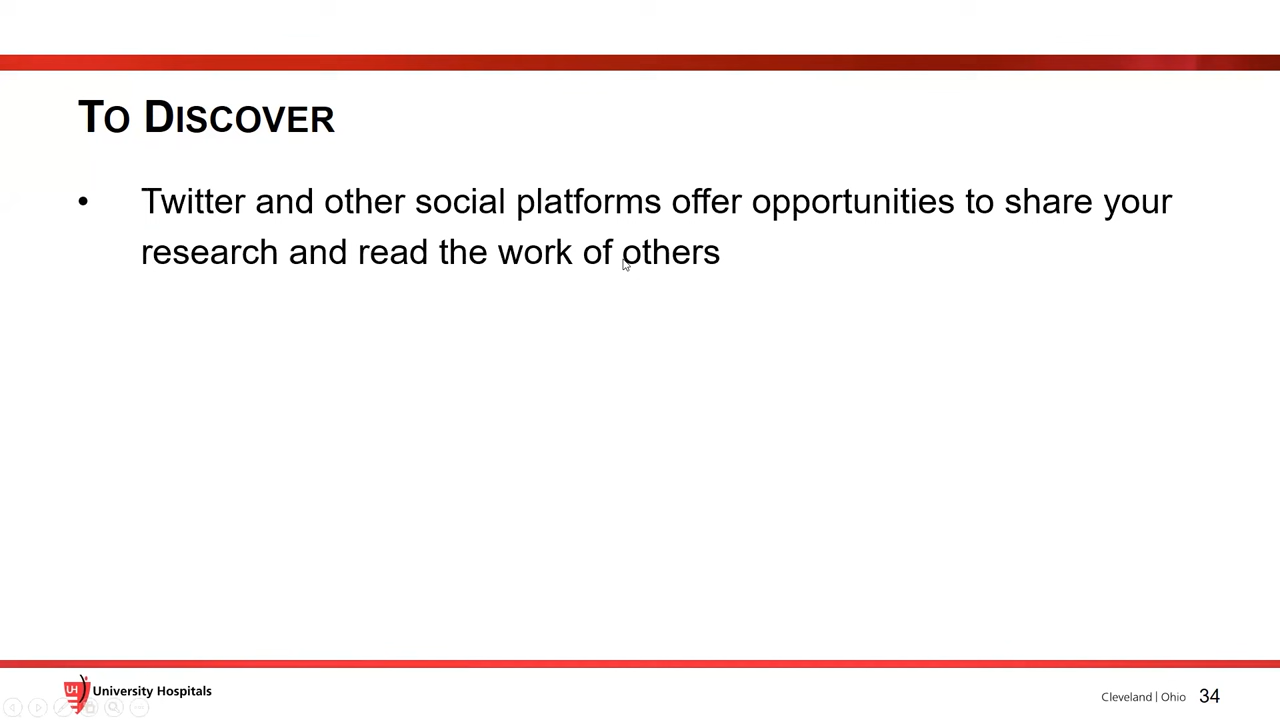 TO DISCOVER
• Twitter and other social platforms offer opportunities to share your
research and read the work of others
UH University Hospitals
Cleveland | Ohio 34